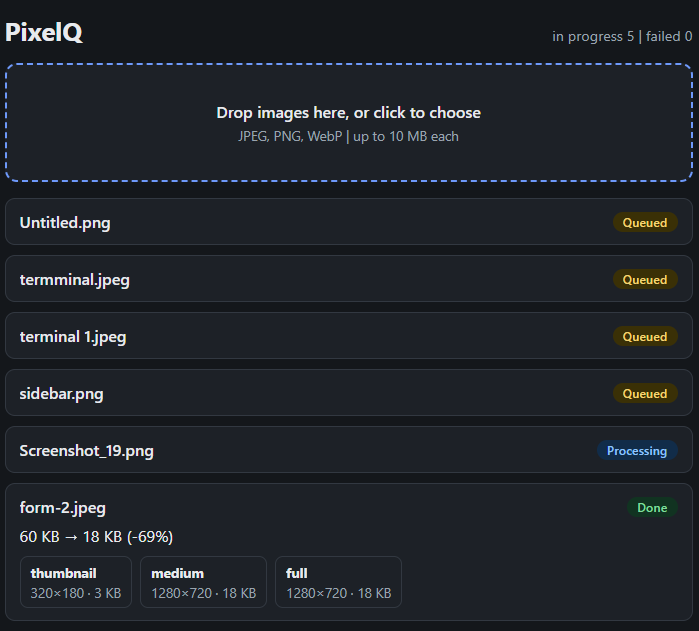 PixelQ
in progress 5 | failed 0
Drop images here, or click to choose
JPEG, PNG, WebP | up to 10 MB each
Untitled.png
Queued
termminal.jpeg
Queued
terminal 1.jpeg
Queued
sidebar.png
Queued
Screenshot_19.png
Processing
form-2.jpeg
Done
60 KB → 18 KB (-69%)
thumbnail
320×180 · 3 KB
medium
1280×720 · 18 KB
full
1280×720 · 18 KB